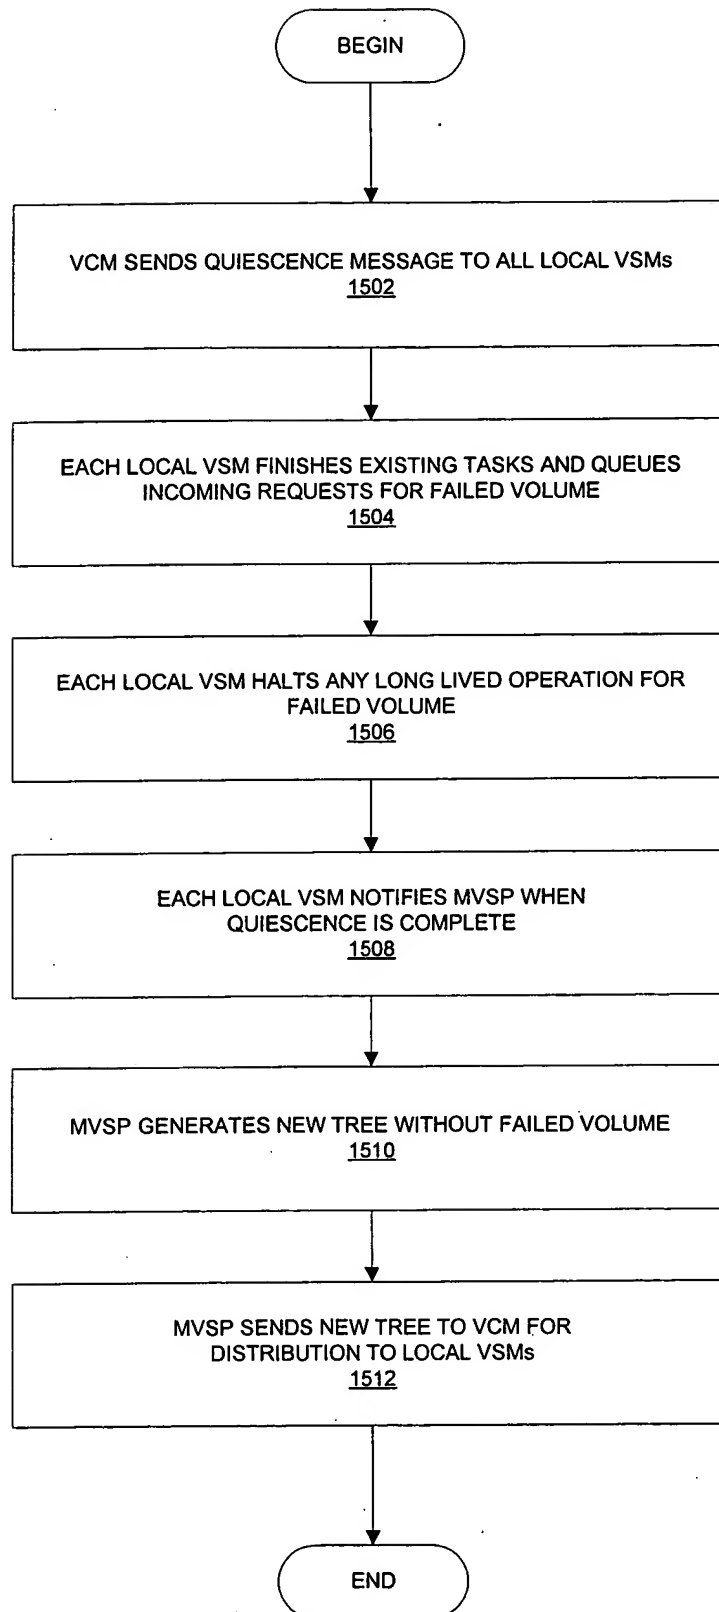 BEGIN
VCM SENDS QUIESCENCE MESSAGE TO ALL LOCAL VSMs
1502
EACH LOCAL VSM FINISHES EXISTING TASKS AND QUEUES
INCOMING REQUESTS FOR FAILED VOLUME
1504
EACH LOCAL VSM HALTS ANY LONG LIVED OPERATION FOR
FAILED VOLUME
1506
EACH LOCAL VSM NOTIFIES MVSP WHEN
QUIESCENCE IS COMPLETE
1508
MVSP GENERATES NEW TREE WITHOUT FAILED VOLUME
1510
MVSP SENDS NEW TREE TO VCM FOR
DISTRIBUTION TO LOCAL VSMs
1512
END